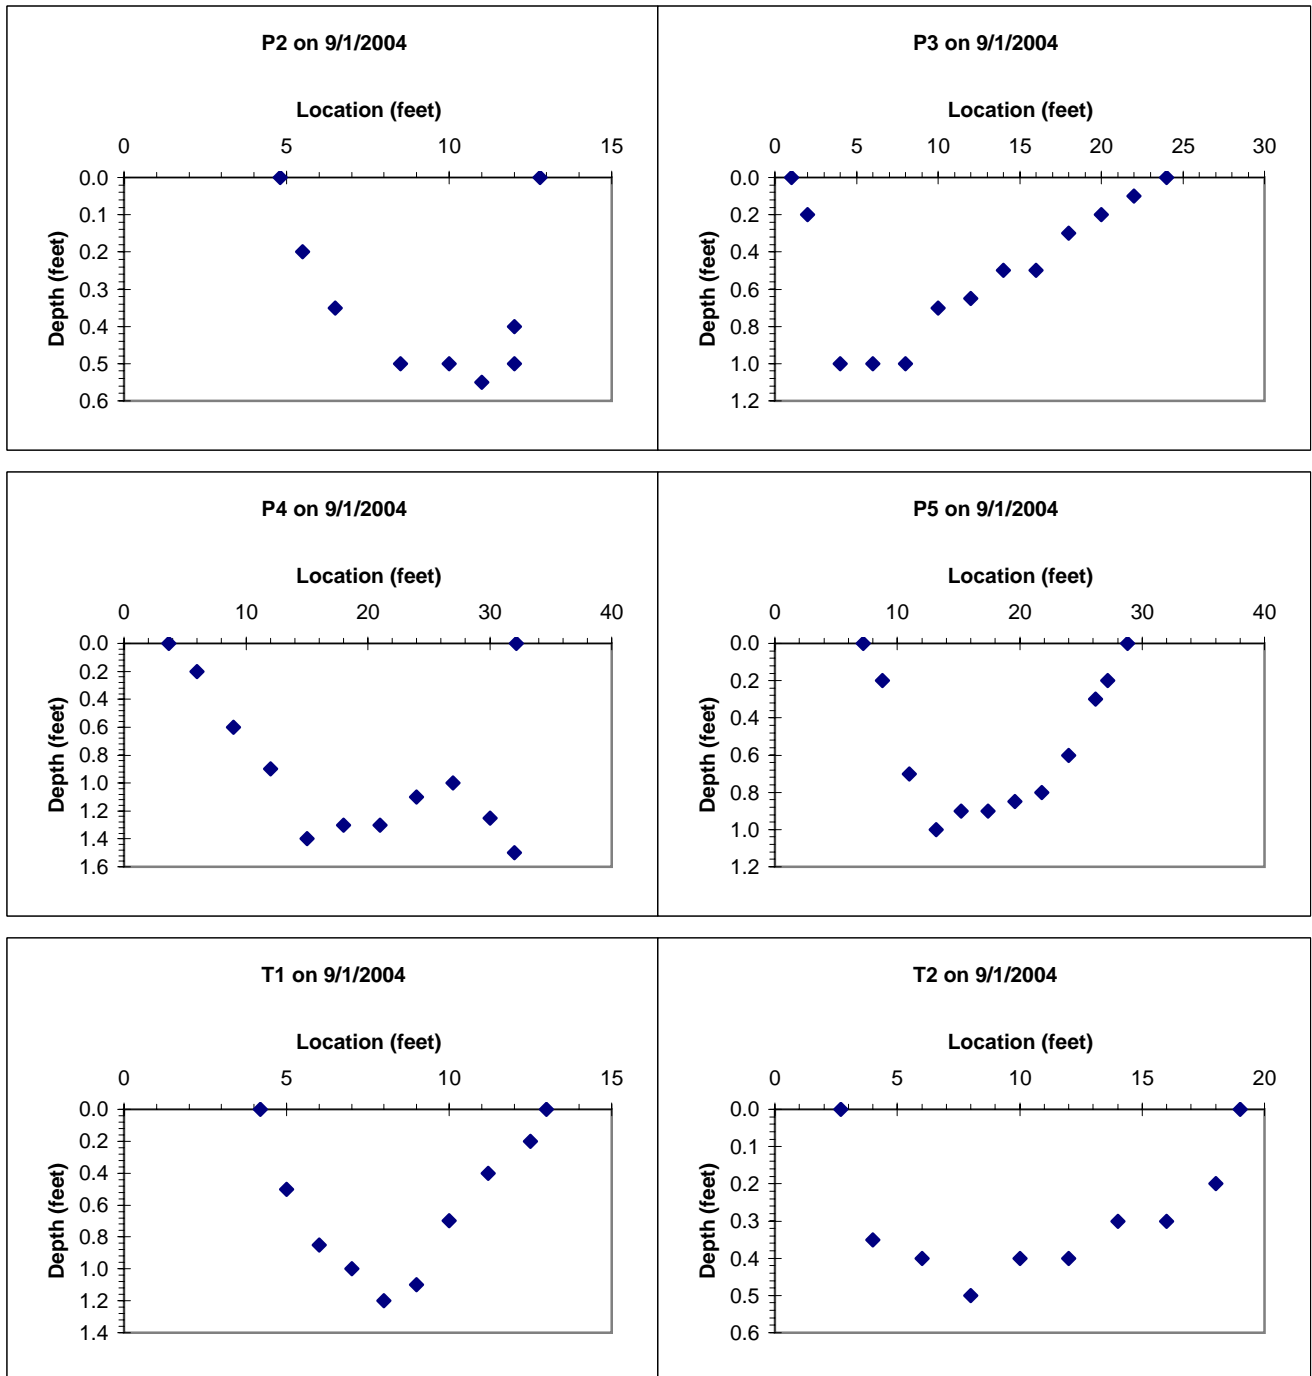 P2 on 9/1/2004
Location (feet)
0 5 10 15
Depth (feet)
0.0
0.1
0.2
0.3
0.4
0.5
0.6
P3 on 9/1/2004
Location (feet)
0 5 10 15 20 25 30
Depth (feet)
0.0
0.2
0.4
0.6
0.8
1.0
1.2
P4 on 9/1/2004
Location (feet)
0 10 20 30 40
Depth (feet)
0.0
0.2
0.4
0.6
0.8
1.0
1.2
1.4
1.6
P5 on 9/1/2004
Location (feet)
0 10 20 30 40
Depth (feet)
0.0
0.2
0.4
0.6
0.8
1.0
1.2
T1 on 9/1/2004
Location (feet)
0 5 10 15
Depth (feet)
0.0
0.2
0.4
0.6
0.8
1.0
1.2
1.4
T2 on 9/1/2004
Location (feet)
0 5 10 15 20
Depth (feet)
0.0
0.1
0.2
0.3
0.4
0.5
0.6